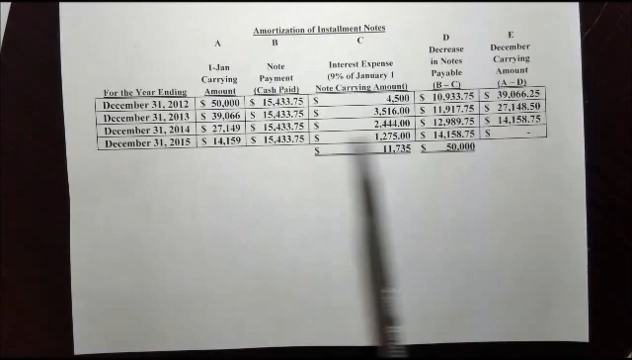 Amortization of Installment Notes
A B C D E
Decrease December
1-Jan Note Interest Expense in Notes Carrying
Carrying Payment (9% of January 1 Payable Amount
For the Year Ending Amount (Cash Paid) Note Carrying Amount) (B – C) (A – D)
December 31, 2012 $ 50,000 $ 15,433.75 $ 4,500 $ 10,933.75 $ 39,066.25
December 31, 2013 $ 39,066 $ 15,433.75 $ 3,516.00 $ 11,917.75 $ 27,148.50
December 31, 2014 $ 27,149 $ 15,433.75 $ 2,444.00 $ 12,989.75 $ 14,158.75
December 31, 2015 $ 14,159 $ 15,433.75 $ 1,275.00 $ 14,158.75 $ -
$ 11,735 $ 50,000